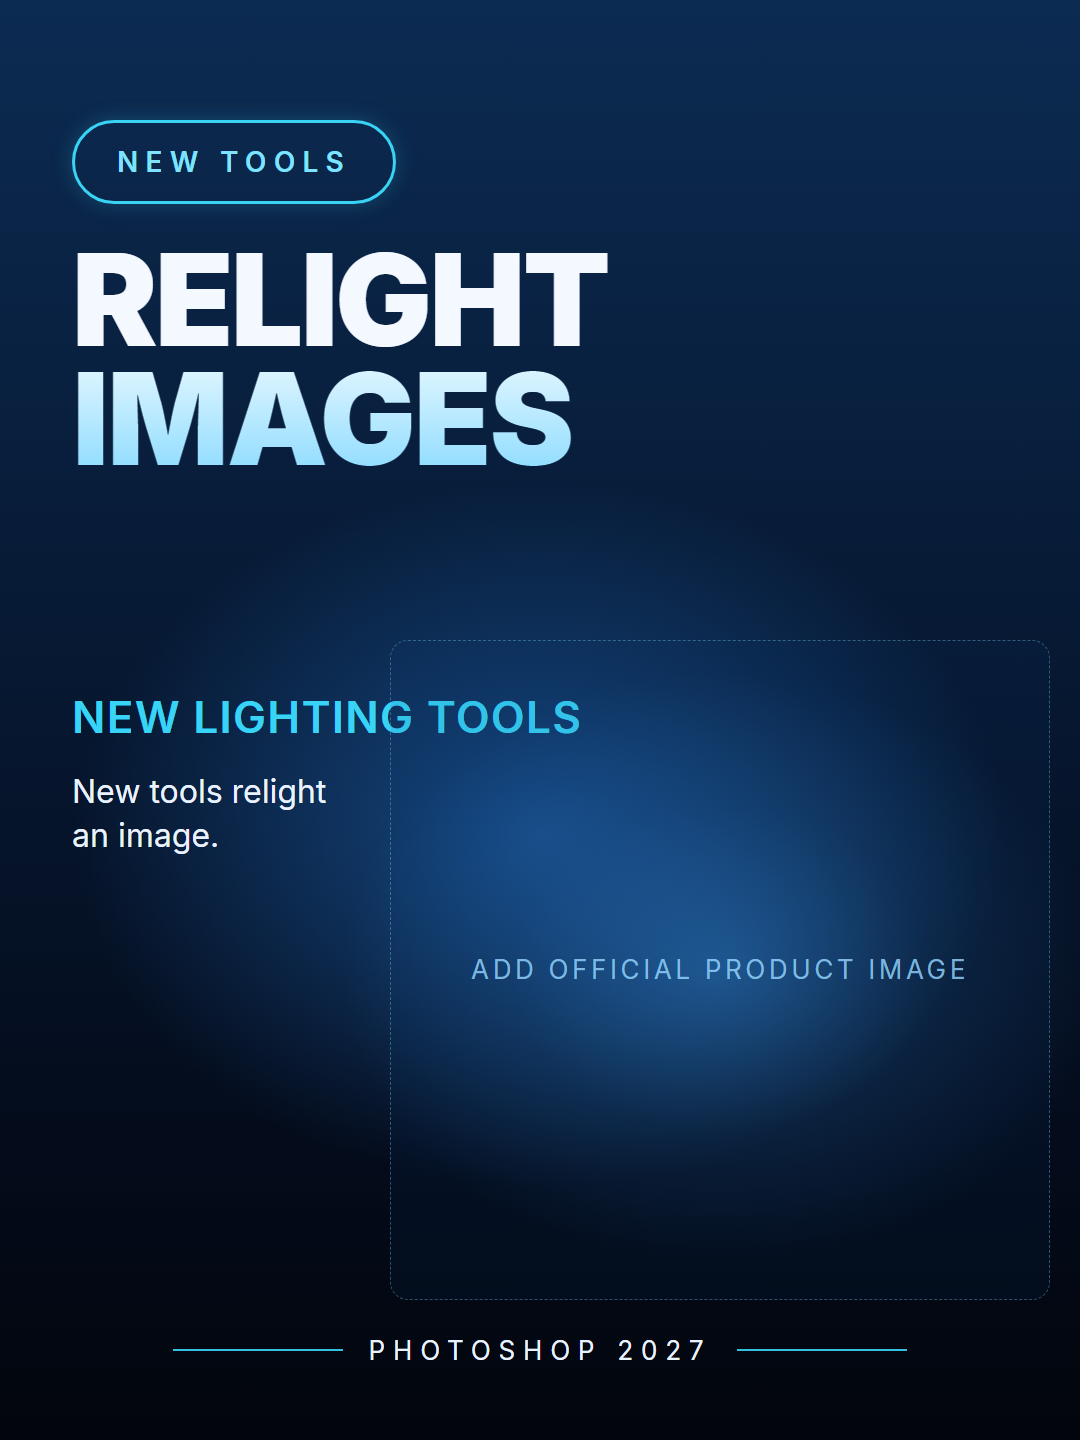 NEW TOOLS
RELIGHT
IMAGES
NEW LIGHTING TOOLS
New tools relight
an image.
ADD OFFICIAL PRODUCT IMAGE
PHOTOSHOP 2027